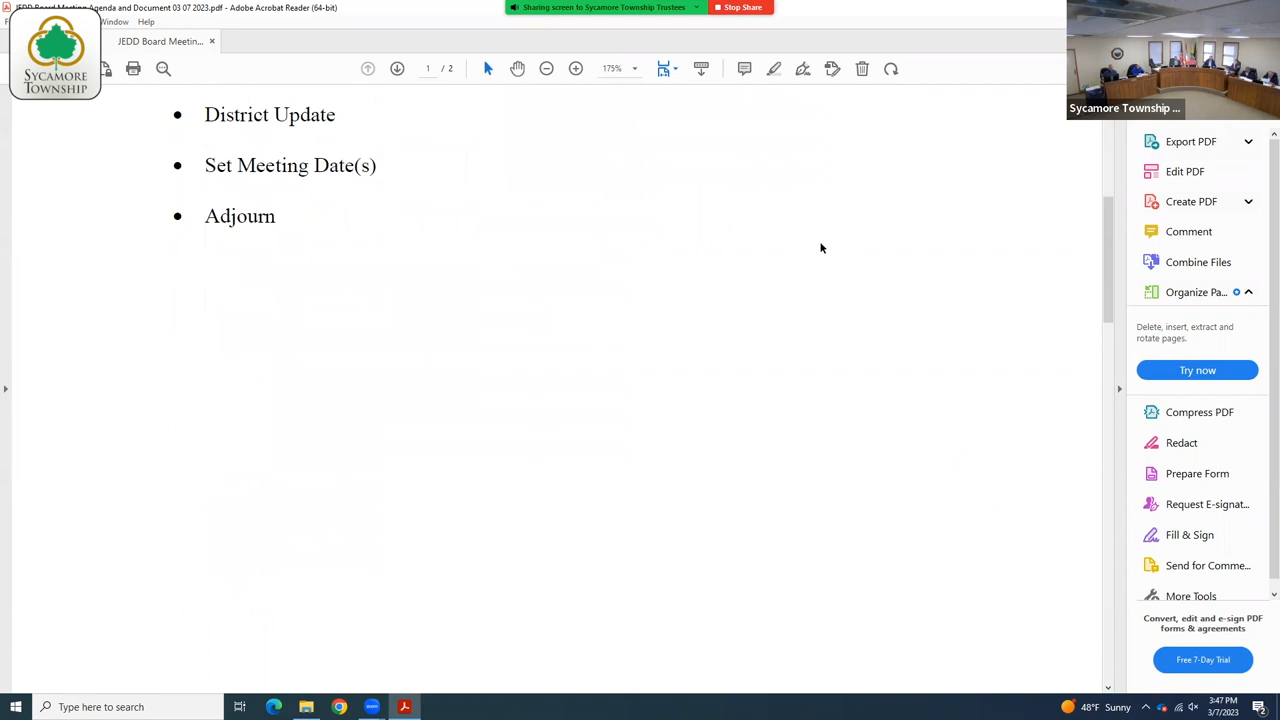 JEDD Board Meeting Agenda and Document 03 07 2023.pdf - Adobe Acrobat Reader (64-bit)
Sharing screen to Sycamore Township Trustees
Stop Share
Window Help
JEDD Board Meetin...
SYCAMORE
TOWNSHIP
1 / 2
175%
Sycamore Township ...
• District Update
• Set Meeting Date(s)
• Adjourn
Export PDF
Edit PDF
Create PDF
Comment
Combine Files
Organize Pa...
Delete, insert, extract and
rotate pages.
Try now
Compress PDF
Redact
Prepare Form
Request E-signat...
Fill & Sign
Send for Comme...
More Tools
Convert, edit and e-sign PDF
forms & agreements
Free 7-Day Trial
Type here to search
zoom
48°F Sunny
3:47 PM
3/7/2023
2